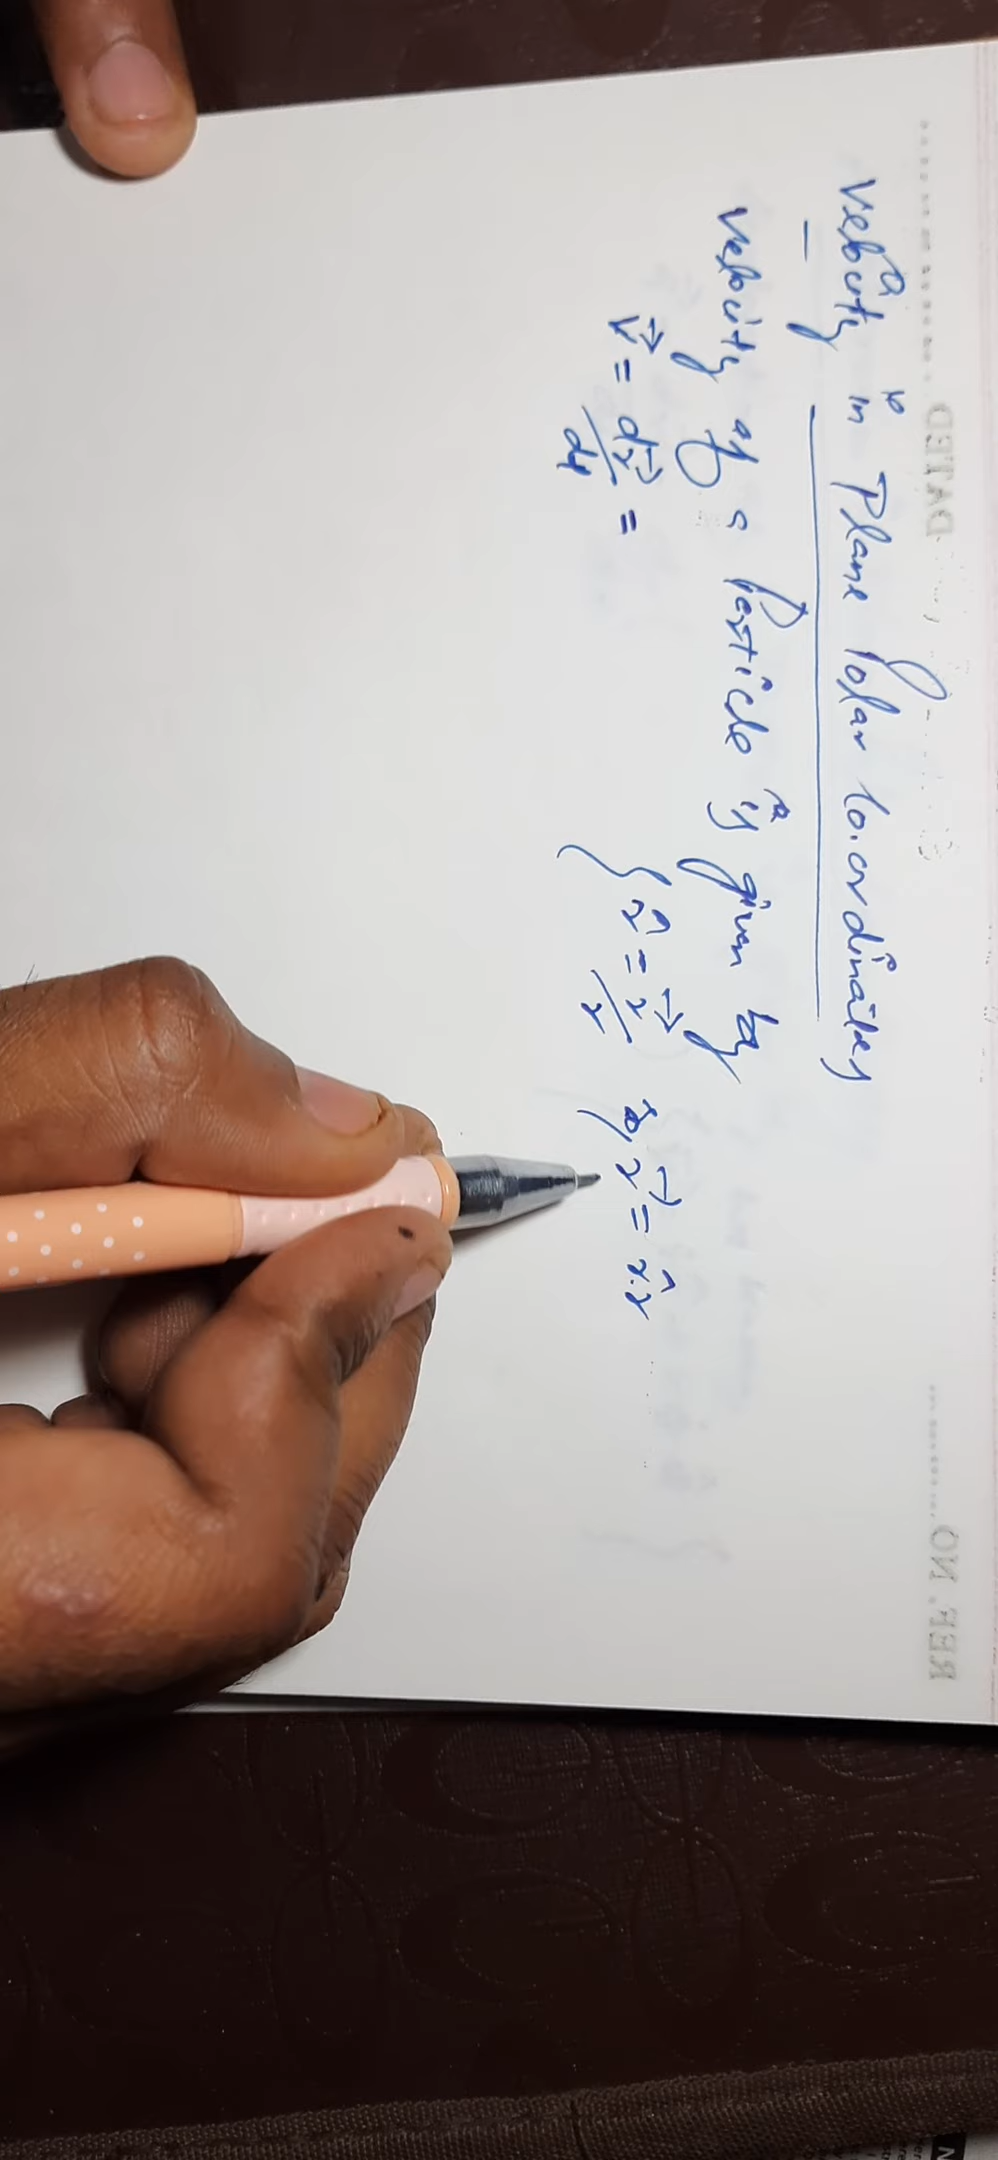 Velocity in Plane Polar Co.ordinates
Velocity of a Particle is given by
v⃗ = dr⃗/dt = { r̂ = r⃗/r ⇒ r⃗ = r.r̂
DATED
REF. NO